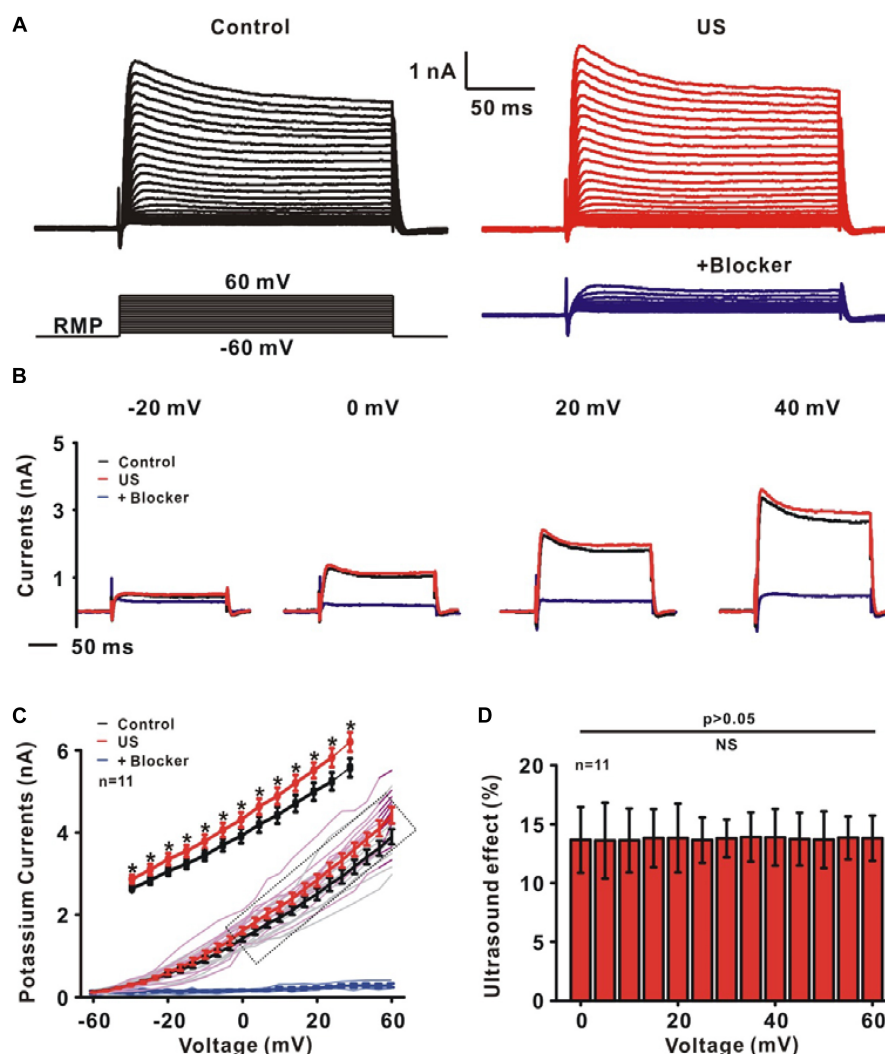 A
Control
US
1 nA
50 ms
+Blocker
60 mV
RMP
-60 mV
B
-20 mV
0 mV
20 mV
40 mV
5
3
1
Currents (nA)
Control
US
+ Blocker
50 ms
C
Control
US
+ Blocker
n=11
* * * * * * * * * * * *
6
4
2
0
Potassium Currents (nA)
-60
-20
0
20
60
Voltage (mV)
D
p>0.05
NS
n=11
20
15
10
5
0
Ultrasound effect (%)
0
20
40
60
Voltage (mV)